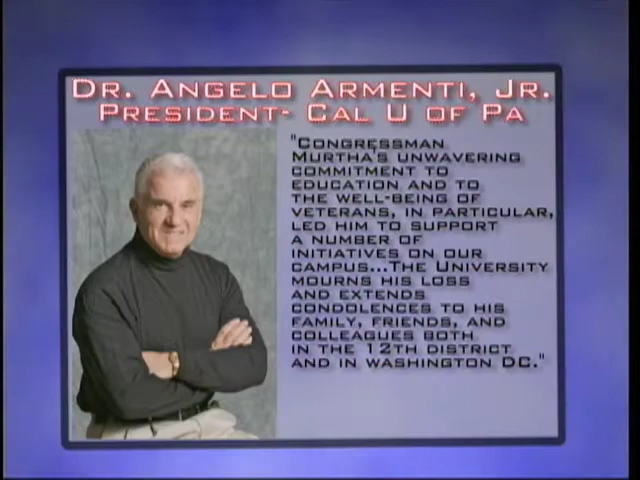 Dr. Angelo Armenti, Jr.
President- Cal U of Pa
"Congressman
Murtha's unwavering
commitment to
education and to
the well-being of
veterans, in particular,
led him to support
a number of
initiatives on our
campus...The University
mourns his loss
and extends
condolences to his
family, friends, and
colleagues both
in the 12th district
and in Washington DC."